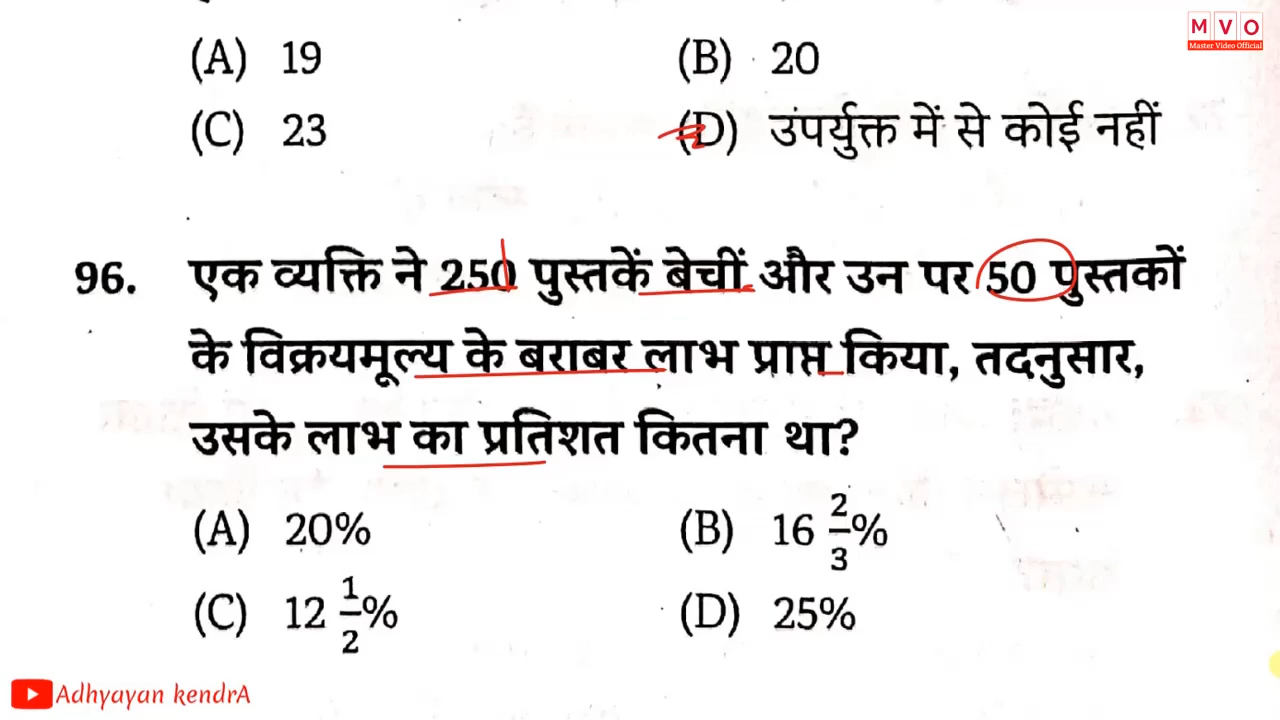 M V O
Master Video Official
(A) 19 (B) 20
(C) 23 (D) उंपर्युक्त में से कोई नहीं
96. एक व्यक्ति ने 250 पुस्तकें बेचीं और उन पर 50 पुस्तकों
के विक्रयमूल्य के बराबर लाभ प्राप्त किया, तदनुसार,
उसके लाभ का प्रतिशत कितना था?
(A) 20% (B) 16 2/3%
(C) 12 1/2% (D) 25%
Adhyayan kendrA